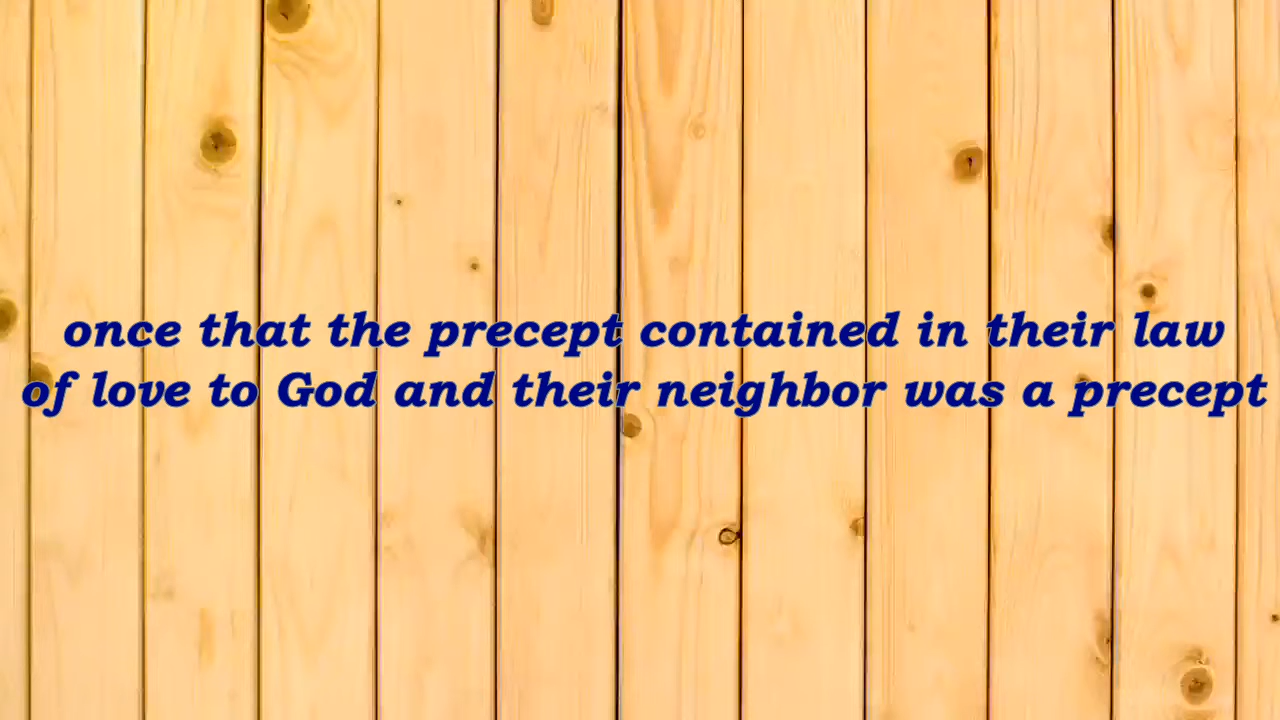 once that the precept contained in their law
of love to God and their neighbor was a precept